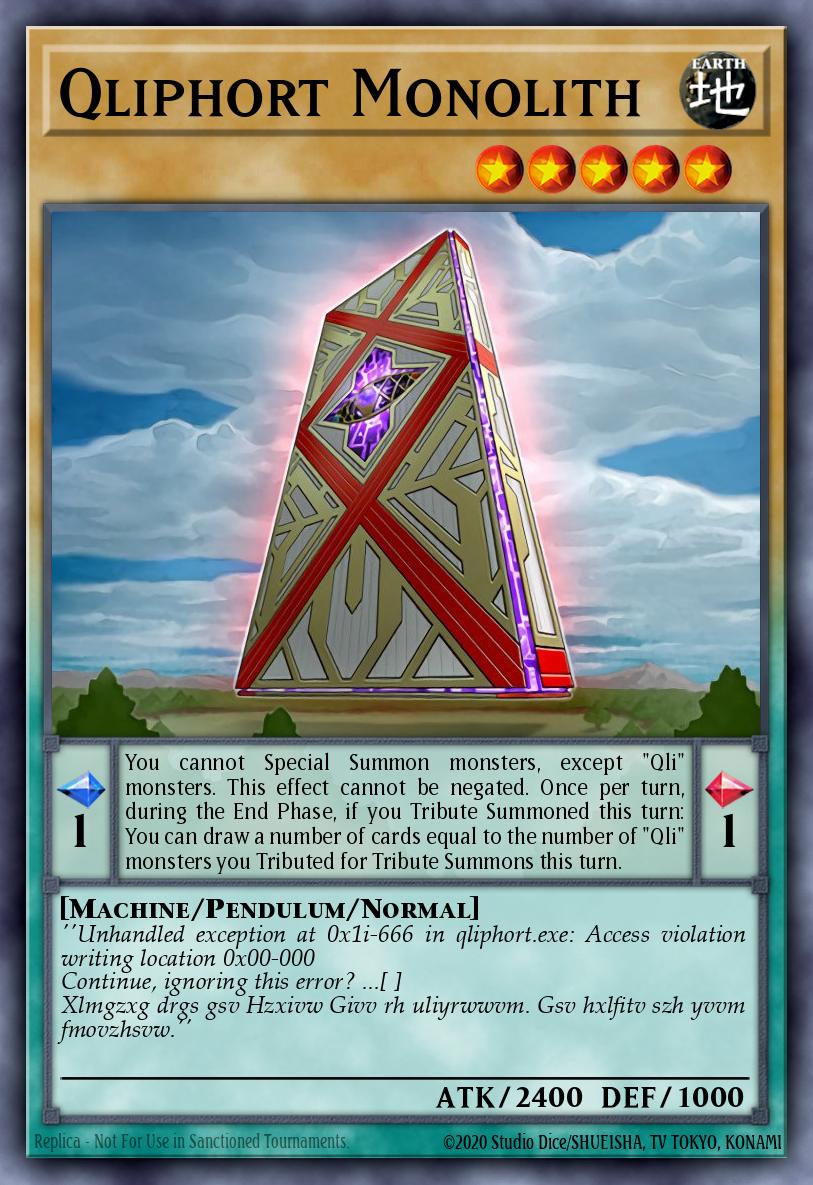 Qliphort Monolith
EARTH
地
You cannot Special Summon monsters, except "Qli"
monsters. This effect cannot be negated. Once per turn,
during the End Phase, if you Tribute Summoned this turn:
You can draw a number of cards equal to the number of "Qli"
monsters you Tributed for Tribute Summons this turn.
1
1
[Machine/Pendulum/Normal]
''Unhandled exception at 0x1i-666 in qliphort.exe: Access violation
writing location 0x00-000
Continue, ignoring this error? ...[ ]
Xlmgzxg drgs gsv Hzxivw Givv rh uliyrwwvm. Gsv hxlfitv szh yvvm
fmovzhsvw.''
ATK/2400 DEF/1000
Replica - Not For Use in Sanctioned Tournaments.
©2020 Studio Dice/SHUEISHA, TV TOKYO, KONAMI